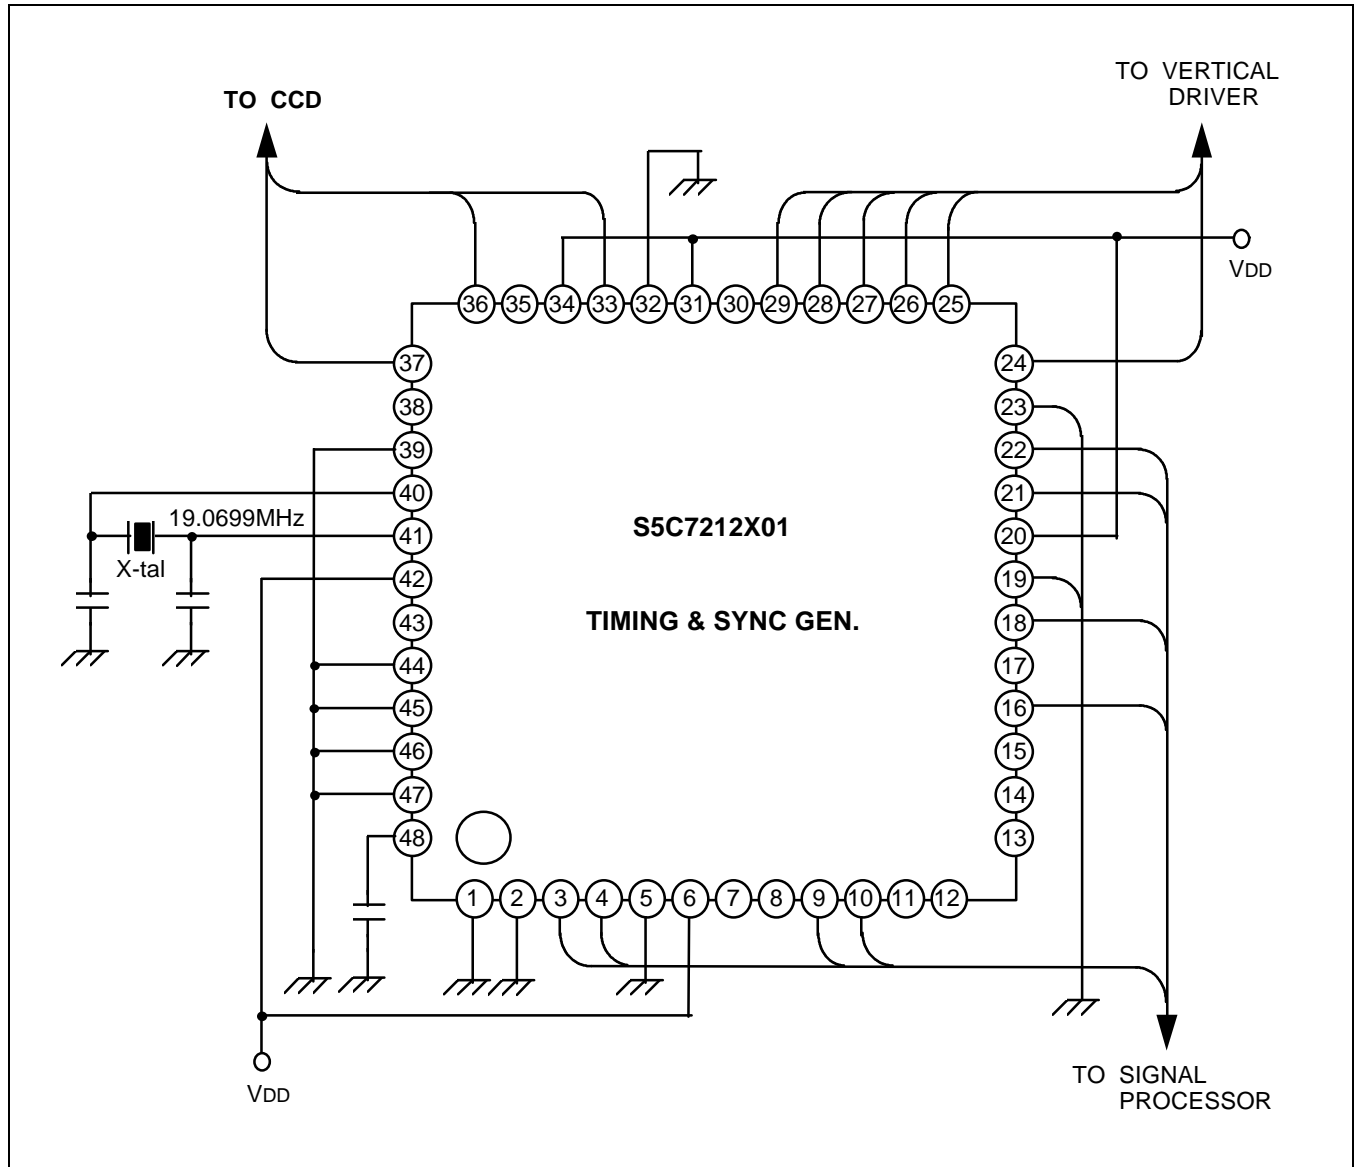 TO CCD
TO VERTICAL
DRIVER
VDD
36 35 34 33 32 31 30 29 28 27 26 25
37
38
39
40
41
42
43
44
45
46
47
48
19.0699MHz
X-tal
S5C7212X01
TIMING & SYNC GEN.
24
23
22
21
20
19
18
17
16
15
14
13
1 2 3 4 5 6 7 8 9 10 11 12
VDD
TO SIGNAL
PROCESSOR